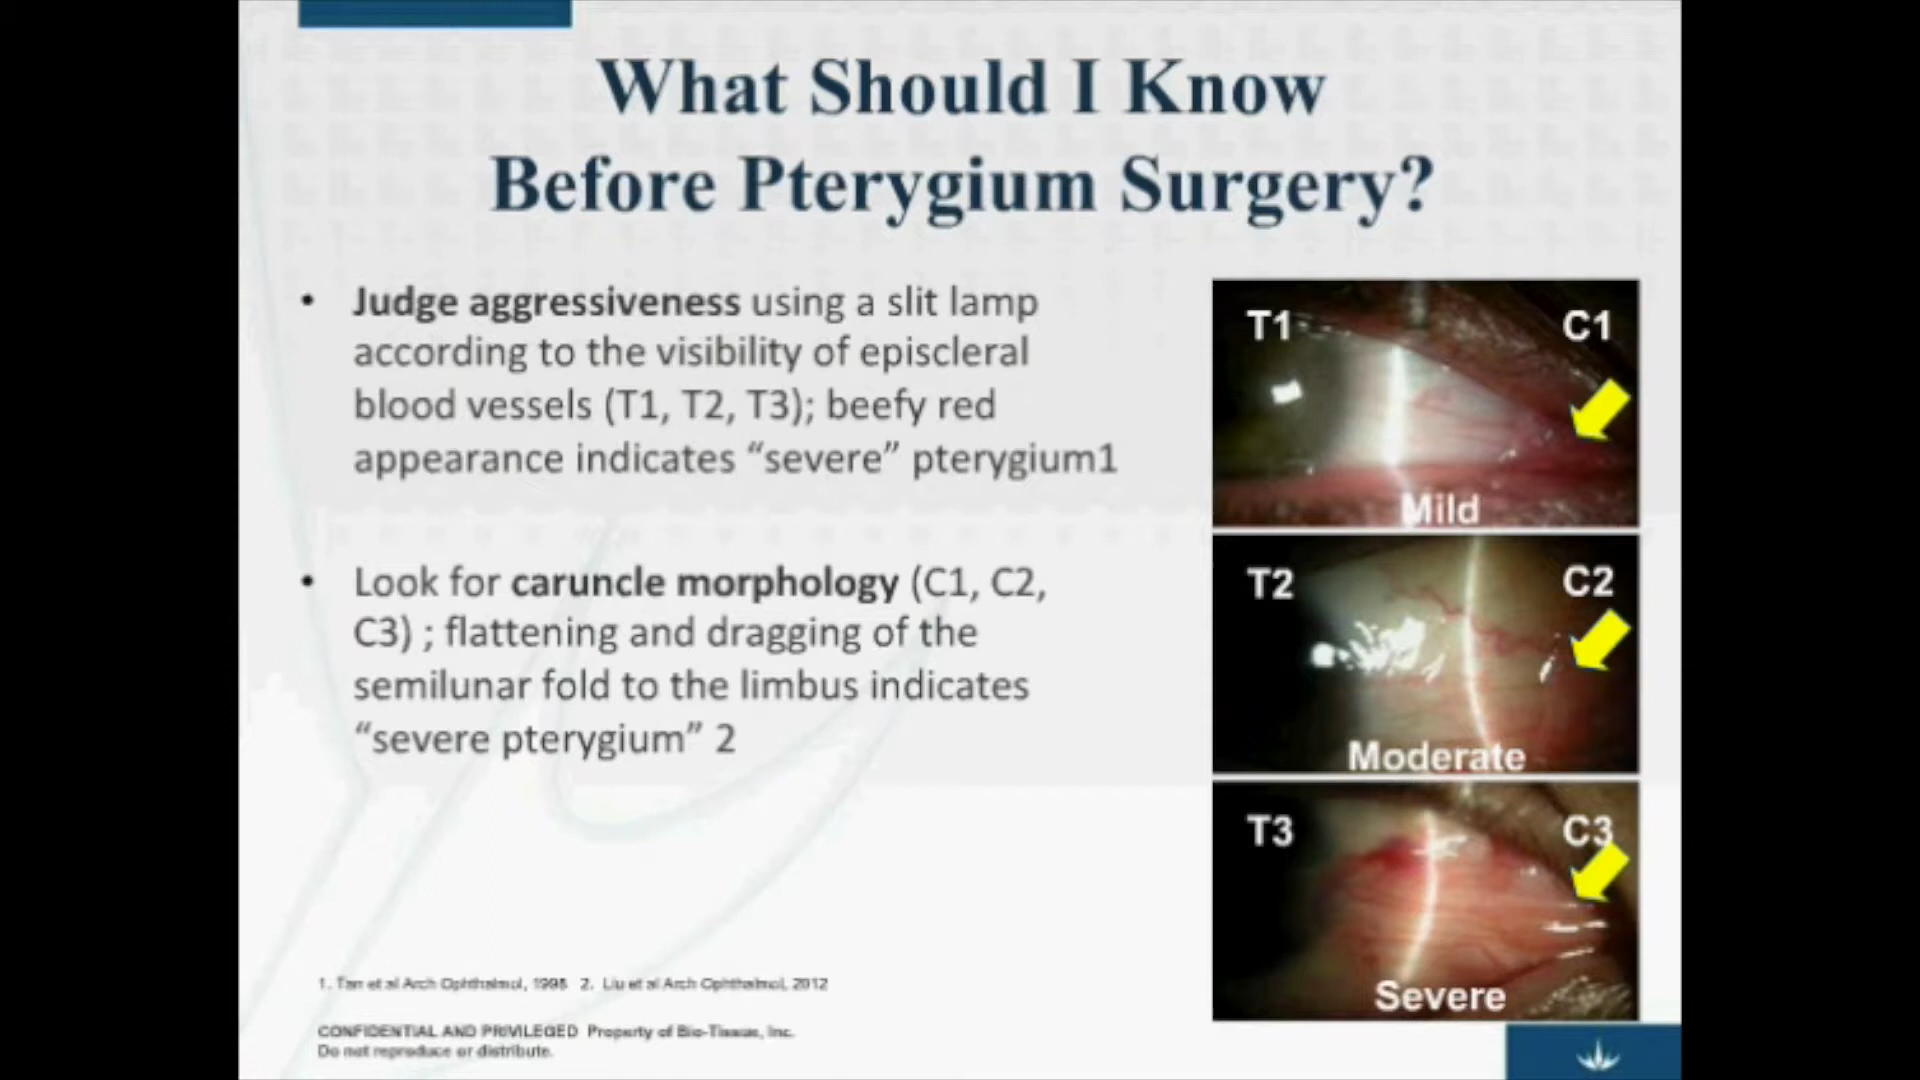 What Should I Know
Before Pterygium Surgery?
• Judge aggressiveness using a slit lamp
according to the visibility of episcleral
blood vessels (T1, T2, T3); beefy red
appearance indicates “severe” pterygium1
• Look for caruncle morphology (C1, C2,
C3) ; flattening and dragging of the
semilunar fold to the limbus indicates
“severe pterygium” 2
T1 C1
Mild
T2 C2
Moderate
T3 C3
Severe
1. Tan et al Arch Ophthalmol, 1998 2. Liu et al Arch Ophthalmol, 2012
CONFIDENTIAL AND PRIVILEGED Property of Bio-Tissue, Inc.
Do not reproduce or distribute.